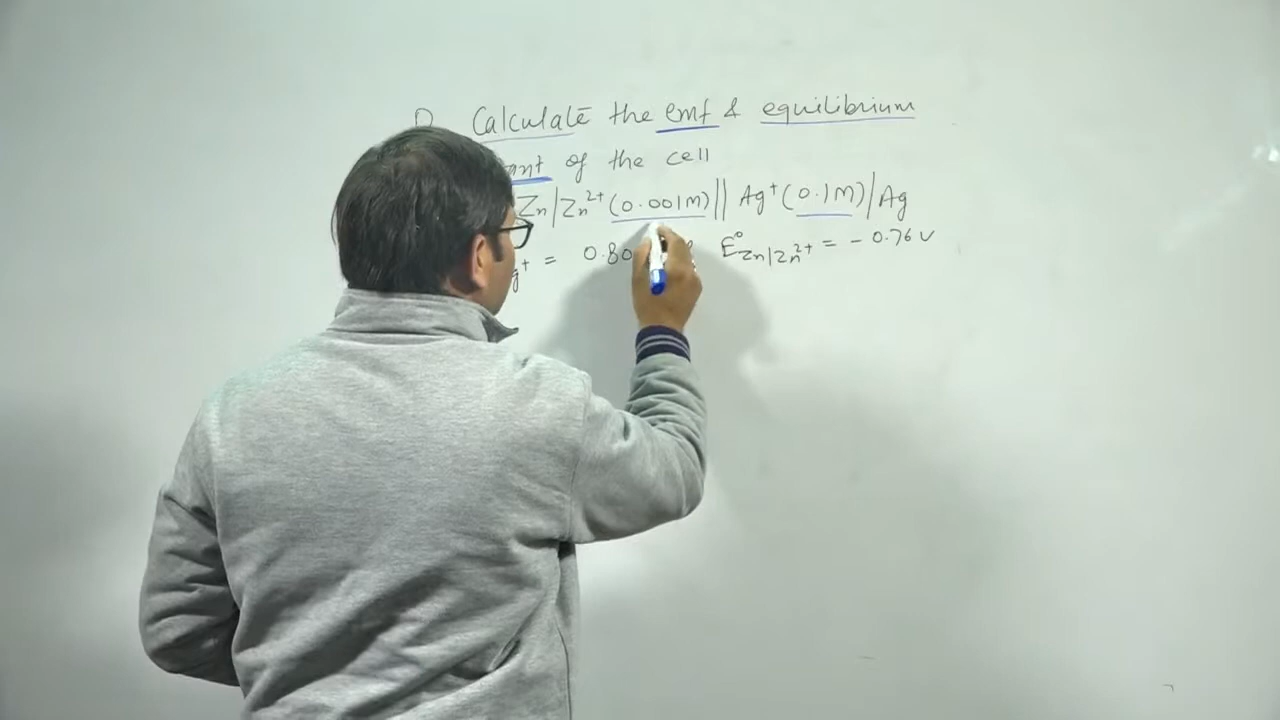 Calculate the emf & equilibrium
of the cell
Zn/Zn²⁺(0.001M)|| Ag⁺(0.1M)/Ag
g⁺ = 0.80 E°Zn|Zn²⁺ = - 0.76 V